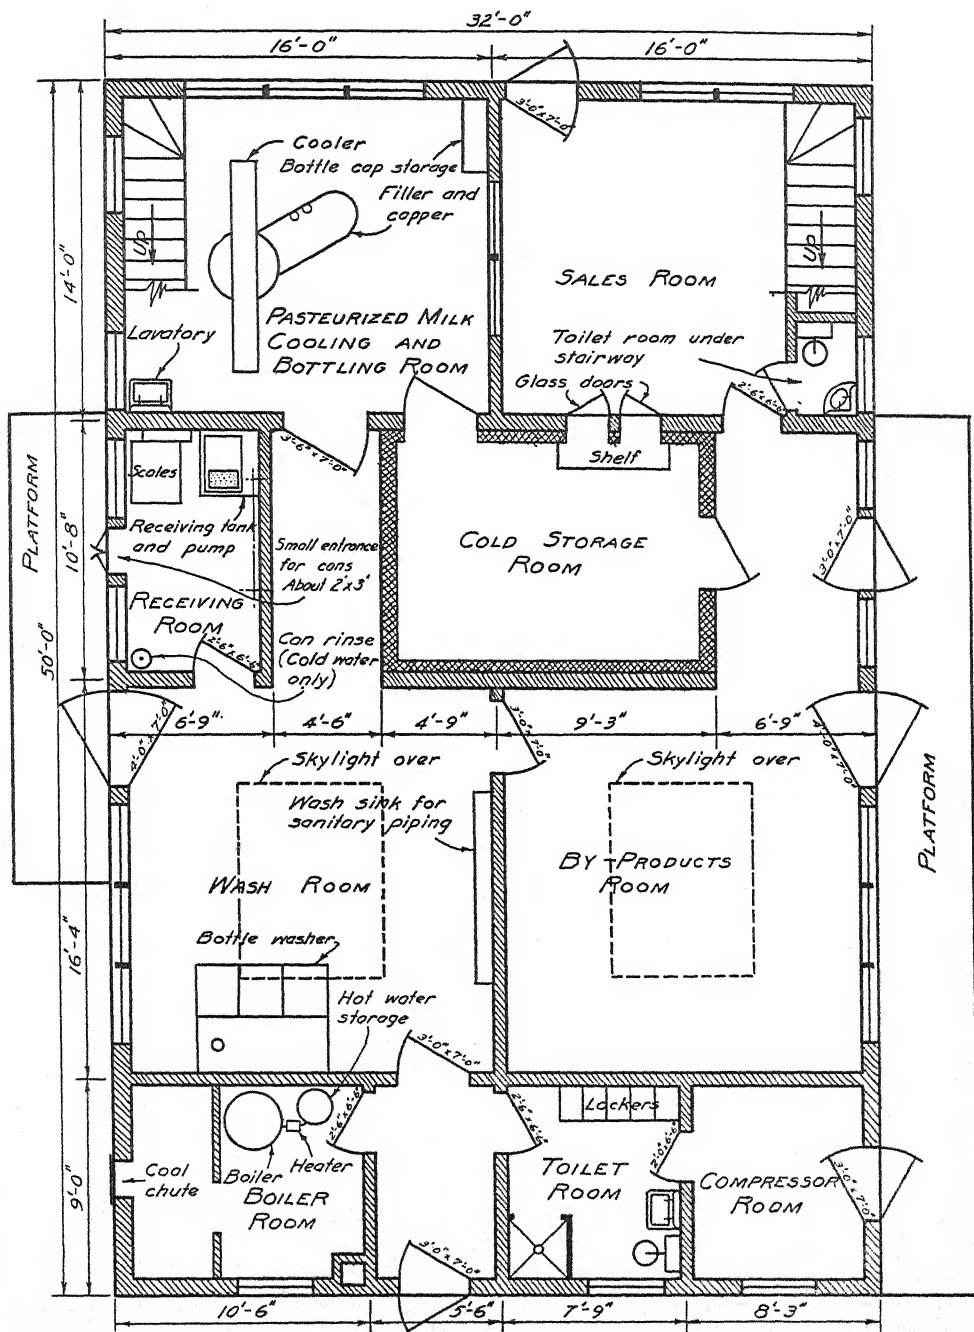 32'-0"
16'-0"
16'-0"
3'-0"x7'-0"
Cooler
Bottle cap storage
Filler and
capper
Up
Up
14'-0"
SALES ROOM
PASTEURIZED MILK
COOLING AND
BOTTLING ROOM
Lavatory
Toilet room under
stairway
Glass doors
2'-6"x6'-0"
3'-6"x7'-0"
Shelf
Scales
PLATFORM
Receiving tank
and pump
10'-8"
Small entrance
for cans
About 2'x3'
COLD STORAGE
ROOM
3'-0"x7'-0"
RECEIVING
ROOM
2'-6"x6'-6"
Can rinse
(Cold water
only)
50'-0"
6'-9"
4'-6"
4'-9"
9'-3"
6'-9"
4'-0"x7'-0"
3'-0"x7'-0"
4'-0"x7'-0"
Skylight over
Skylight over
Wash sink for
sanitary piping
PLATFORM
WASH ROOM
BY-PRODUCTS
ROOM
16'-4"
Bottle washer
Hot water
storage
3'-0"x7'-0"
2'-6"x6'-6"
2'-6"x6'-6"
Lockers
2'-0"x6'-6"
9'-0"
Coal
chute
Boiler
Heater
BOILER
ROOM
TOILET
ROOM
COMPRESSOR
ROOM
3'-0"x7'-0"
3'-0"x7'-0"
10'-6"
5'-6"
7'-9"
8'-3"